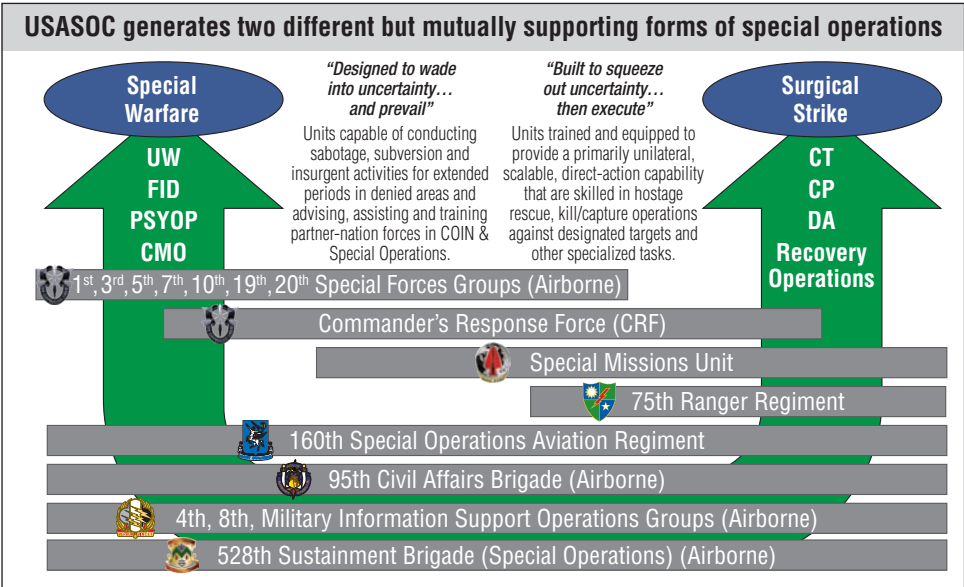 USASOC generates two different but mutually supporting forms of special operations
Special
Warfare
UW
FID
PSYOP
CMO
"Designed to wade
into uncertainty…
and prevail"
Units capable of conducting
sabotage, subversion and
insurgent activities for extended
periods in denied areas and
advising, assisting and training
partner-nation forces in COIN &
Special Operations.
"Built to squeeze
out uncertainty…
then execute"
Units trained and equipped to
provide a primarily unilateral,
scalable, direct-action capability
that are skilled in hostage
rescue, kill/capture operations
against designated targets and
other specialized tasks.
Surgical
Strike
CT
CP
DA
Recovery
Operations
1st, 3rd, 5th, 7th, 10th, 19th, 20th Special Forces Groups (Airborne)
Commander's Response Force (CRF)
Special Missions Unit
75th Ranger Regiment
160th Special Operations Aviation Regiment
95th Civil Affairs Brigade (Airborne)
4th, 8th, Military Information Support Operations Groups (Airborne)
528th Sustainment Brigade (Special Operations) (Airborne)